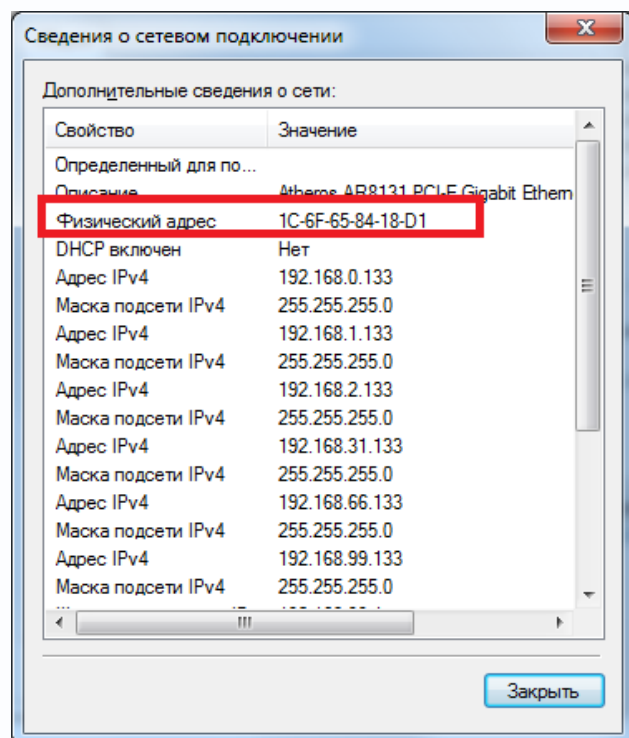 Сведения о сетевом подключении
Дополнительные сведения о сети:
Свойство Значение
Определенный для по...
Описание Atheros AR8131 PCI-E Gigabit Ethern
Физический адрес 1C-6F-65-84-18-D1
DHCP включен Нет
Адрес IPv4 192.168.0.133
Маска подсети IPv4 255.255.255.0
Адрес IPv4 192.168.1.133
Маска подсети IPv4 255.255.255.0
Адрес IPv4 192.168.2.133
Маска подсети IPv4 255.255.255.0
Адрес IPv4 192.168.31.133
Маска подсети IPv4 255.255.255.0
Адрес IPv4 192.168.66.133
Маска подсети IPv4 255.255.255.0
Адрес IPv4 192.168.99.133
Маска подсети IPv4 255.255.255.0
Закрыть